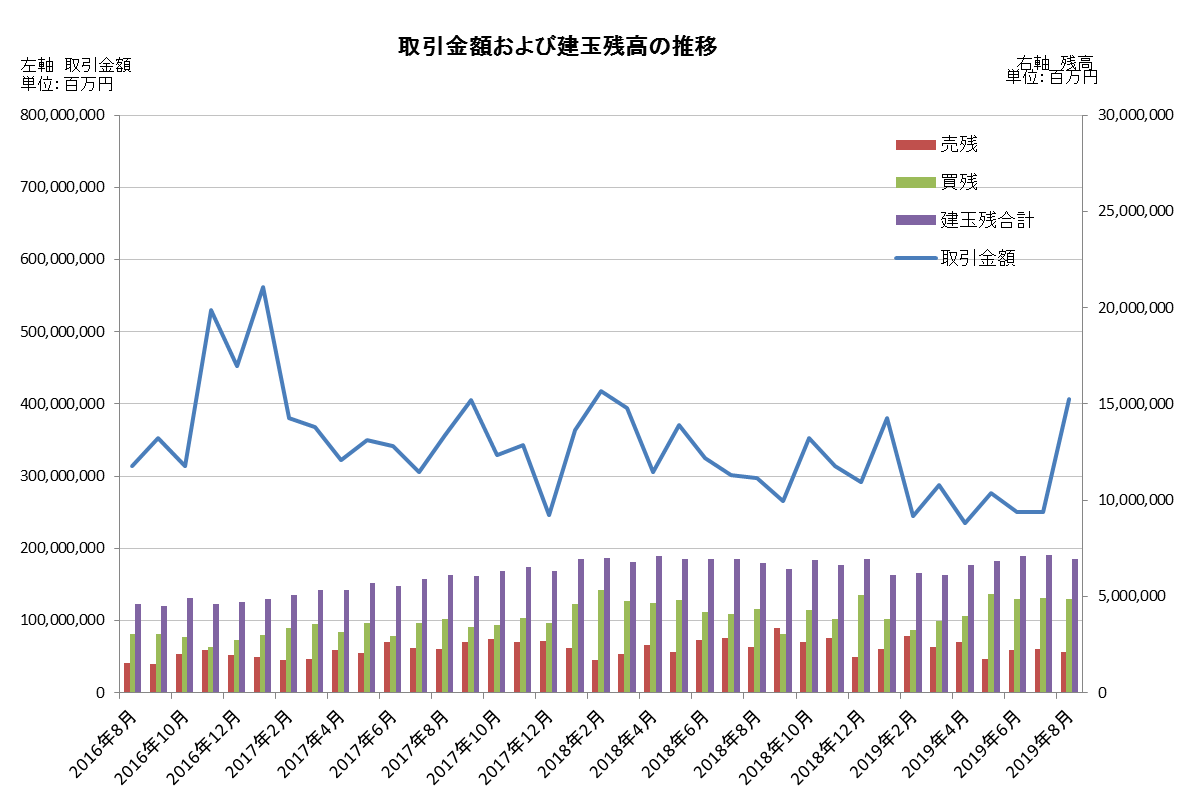 取引金額および建玉残高の推移
左軸 取引金額
単位: 百万円
右軸 残高
単位: 百万円
800,000,000
700,000,000
600,000,000
500,000,000
400,000,000
300,000,000
200,000,000
100,000,000
0
30,000,000
25,000,000
20,000,000
15,000,000
10,000,000
5,000,000
0
売残
買残
建玉残合計
取引金額
2016年8月
2016年10月
2016年12月
2017年2月
2017年4月
2017年6月
2017年8月
2017年10月
2017年12月
2018年2月
2018年4月
2018年6月
2018年8月
2018年10月
2018年12月
2019年2月
2019年4月
2019年6月
2019年8月